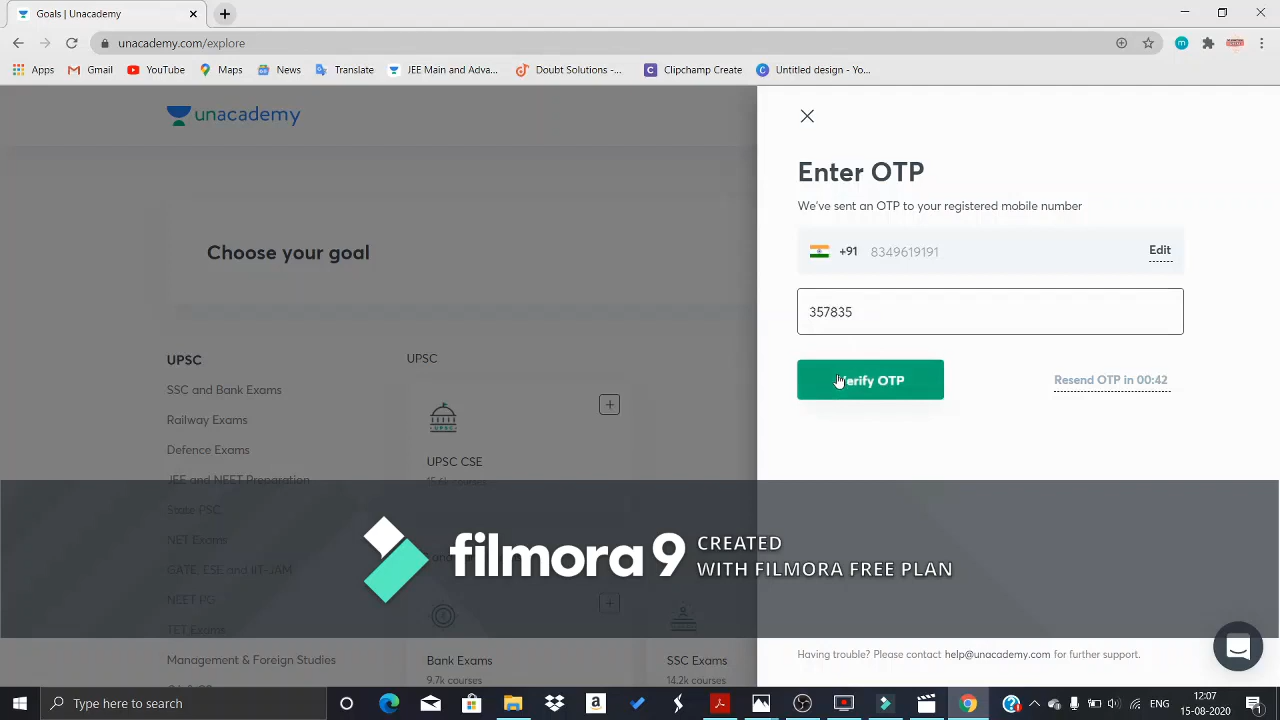 Goals | Unacademy
unacademy.com/explore
Apps Gmail YouTube Maps News Translate JEE Main and Adva... Doubt Solutions -... Clipchamp Create Untitled design - Yo...
unacademy
Choose your goal
UPSC
SSC and Bank Exams
Railway Exams
Defence Exams
JEE and NEET Preparation
State PSC
NET Exams
GATE, ESE and IIT-JAM
NEET PG
TET Exams
Management & Foreign Studies
UPSC
UPSC CSE
Bank Exams
9.7k courses
SSC Exams
14.2k courses
Enter OTP
We've sent an OTP to your registered mobile number
+91 8349619191 Edit
357835
Verify OTP
Resend OTP in 00:42
filmora 9 CREATED
WITH FILMORA FREE PLAN
Having trouble? Please contact help@unacademy.com for further support.
Type here to search
ENG
12:07
15-08-2020